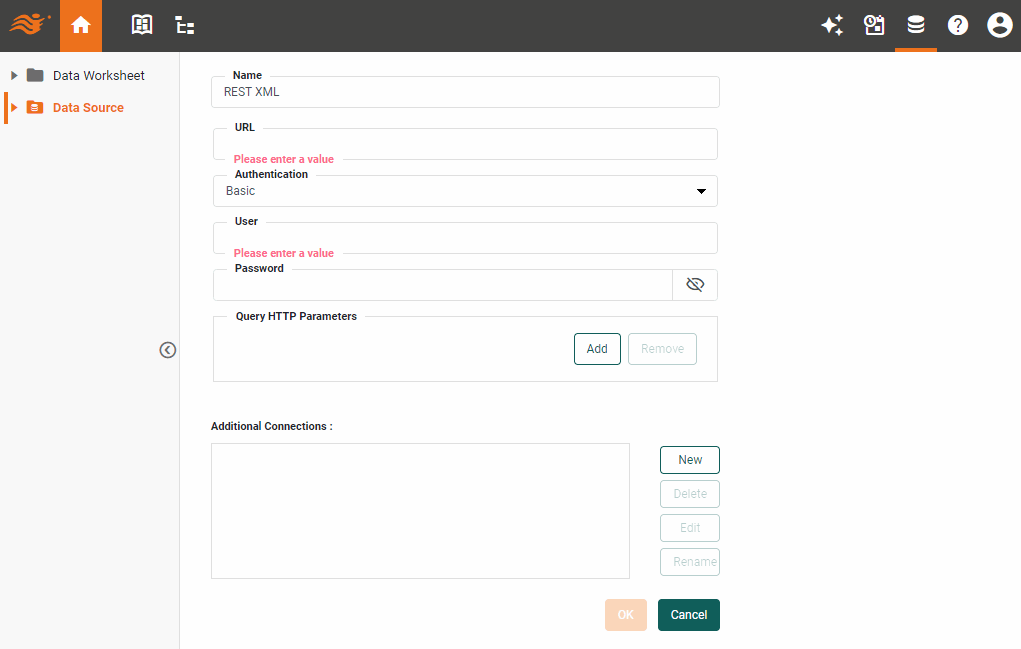 Data Worksheet
Data Source
Name
REST XML
URL
Please enter a value
Authentication
Basic
User
Please enter a value
Password
Query HTTP Parameters
Add
Remove
Additional Connections :
New
Delete
Edit
Rename
OK
Cancel